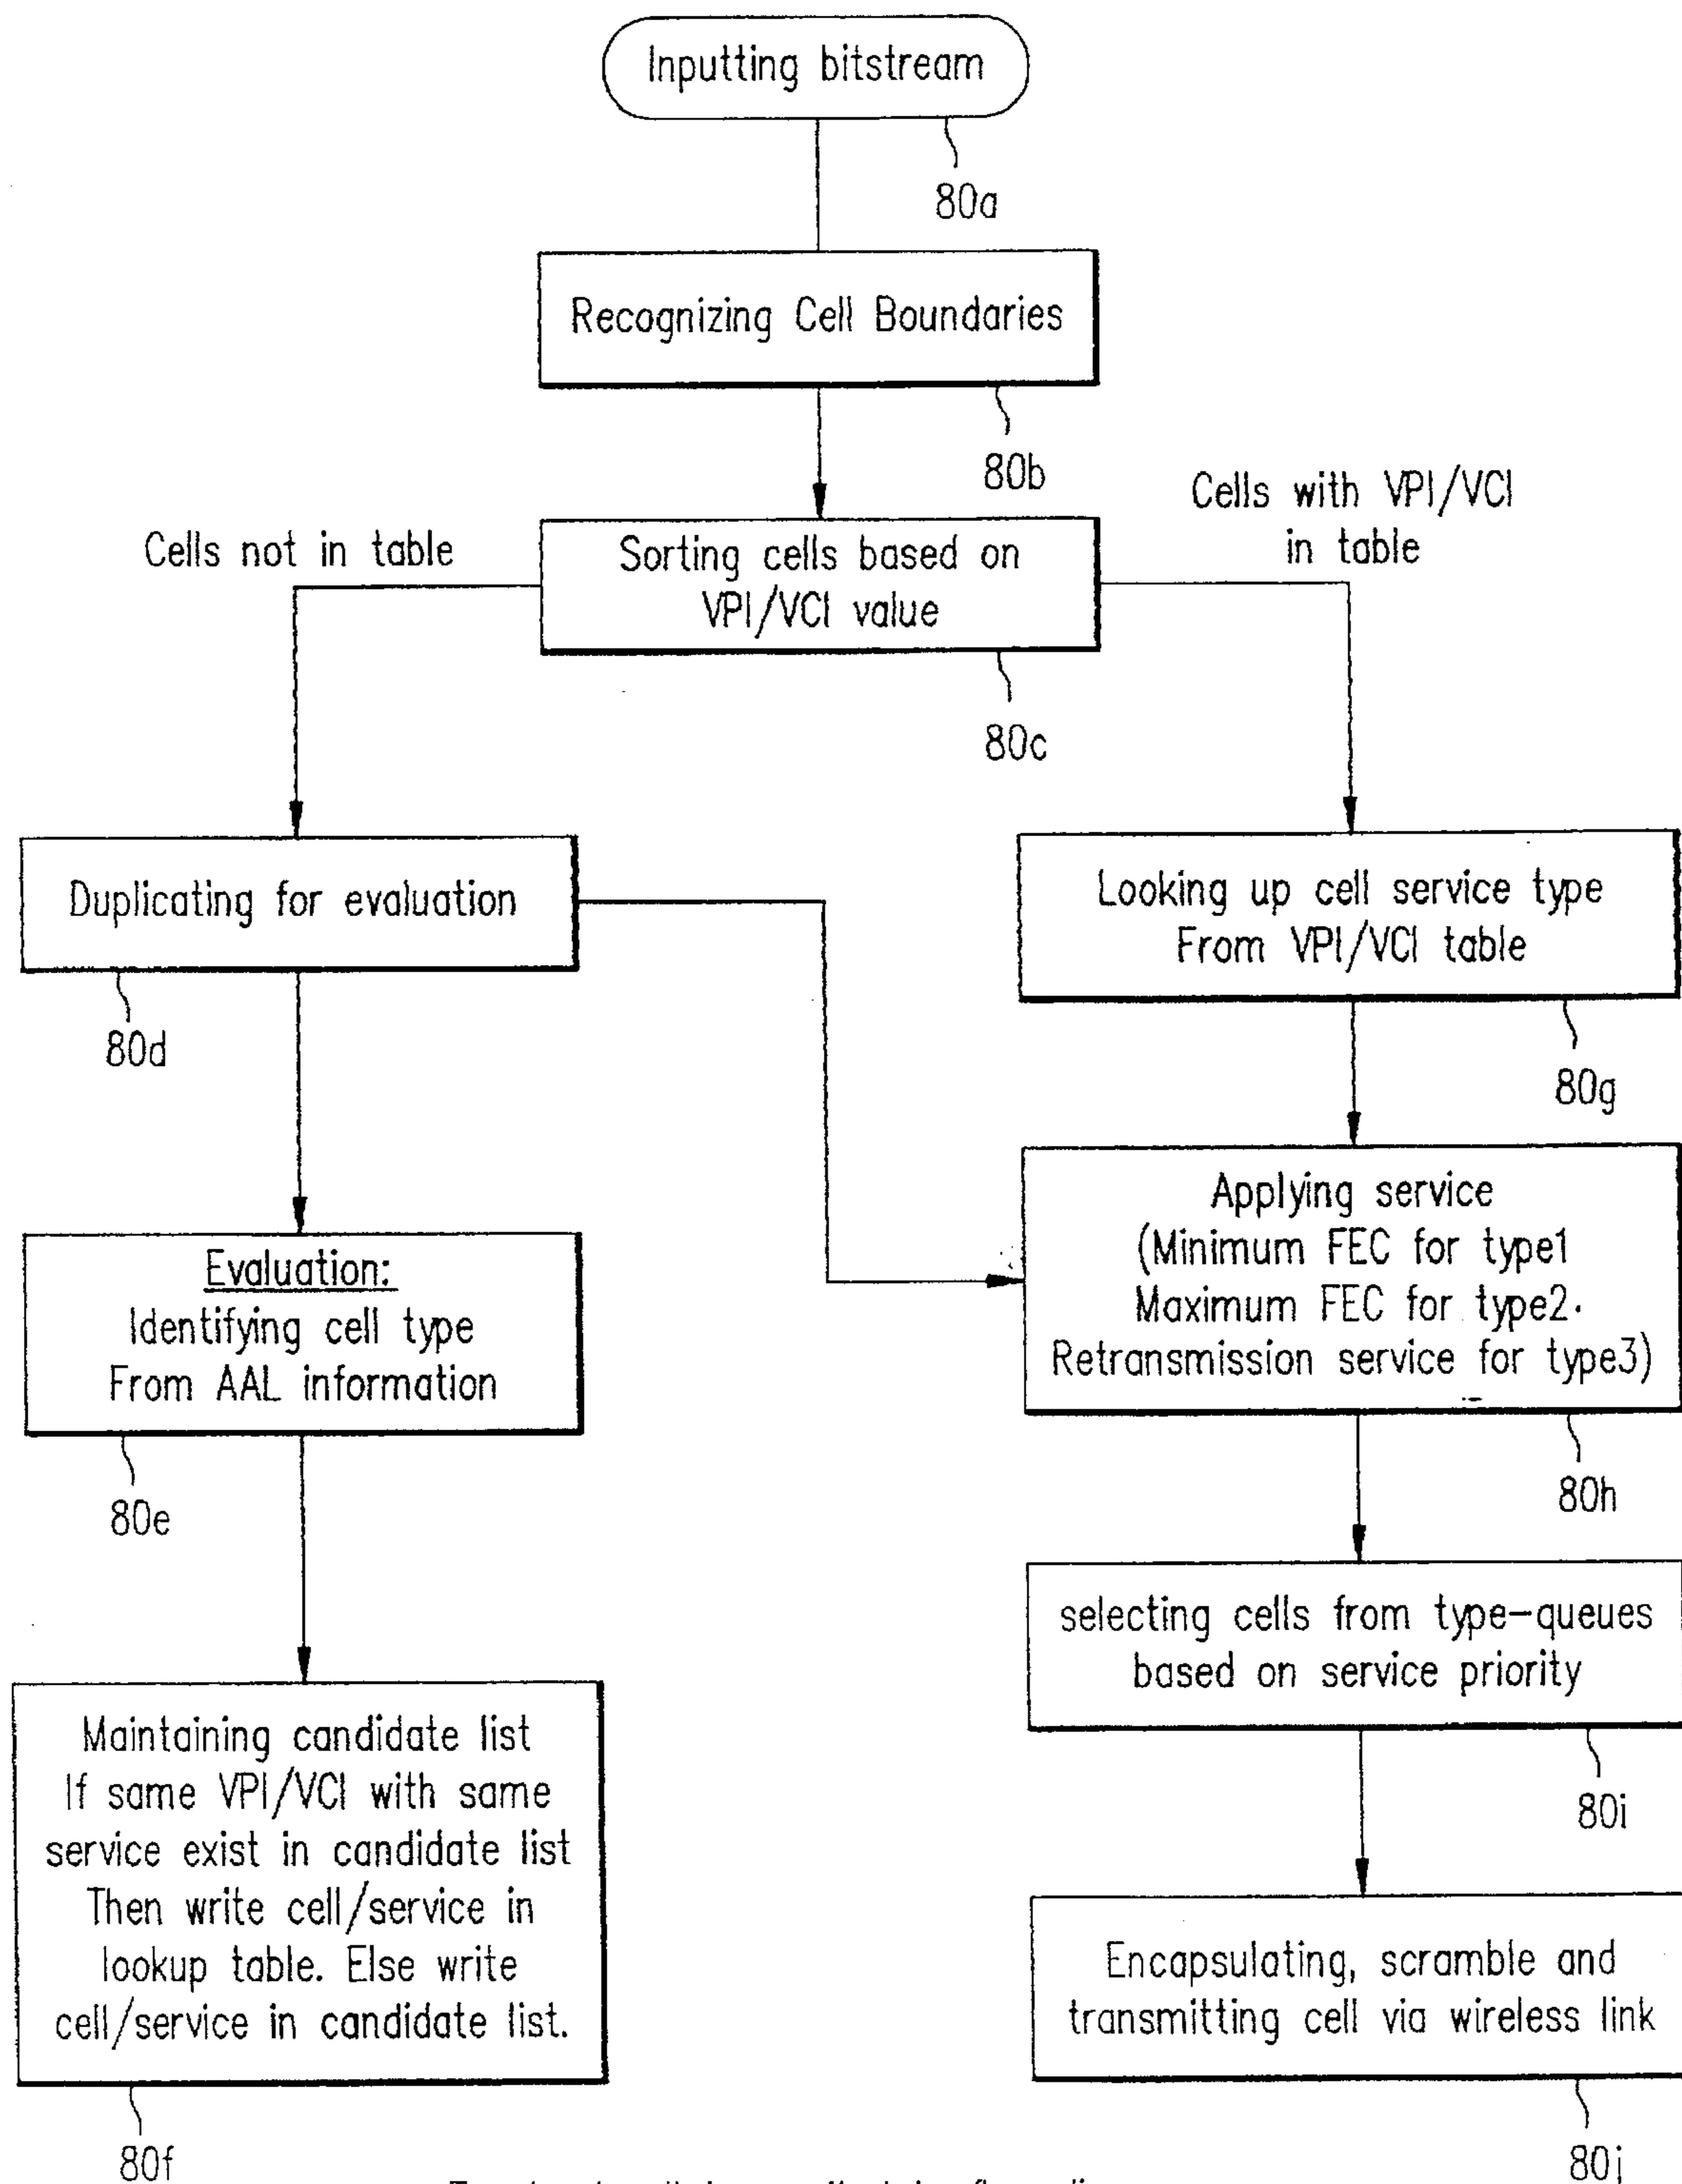 Inputting bitstream
80a
Recognizing Cell Boundaries
80b
Cells with VPI/VCI
in table
Cells not in table
Sorting cells based on
VPI/VCI value
80c
Duplicating for evaluation
80d
Looking up cell service type
From VPI/VCI table
80g
Applying service
(Minimum FEC for type1
Maximum FEC for type2.
Retransmission service for type3)
80h
Evaluation:
Identifying cell type
From AAL information
80e
selecting cells from type-queues
based on service priority
80i
Maintaining candidate list
If same VPI/VCI with same
service exist in candidate list
Then write cell/service in
lookup table. Else write
cell/service in candidate list.
80f
Encapsulating, scramble and
transmitting cell via wireless link
80j